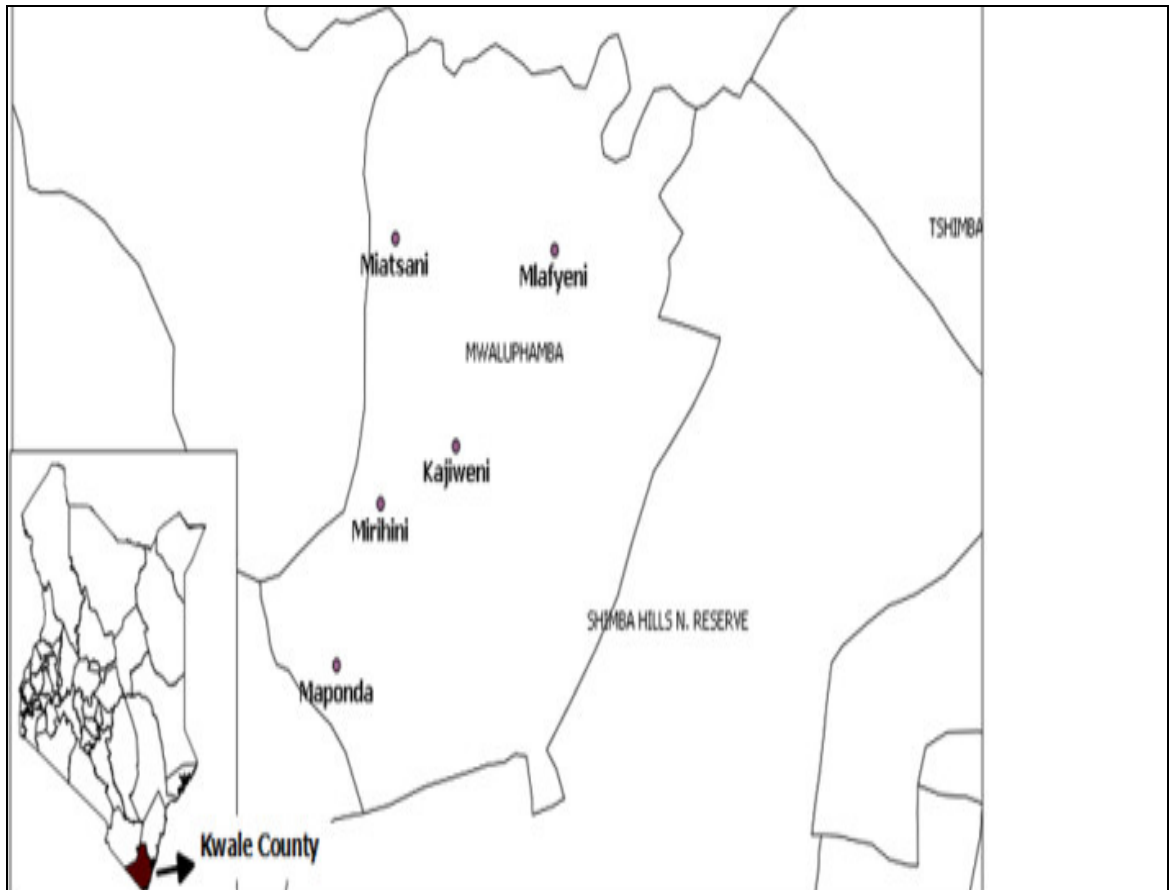 TSHIMBA
Miatsani
Mlafyeni
MWALUPHAMBA
Kajiweni
Mirihini
SHIMBA HILLS N. RESERVE
Maponda
Kwale County